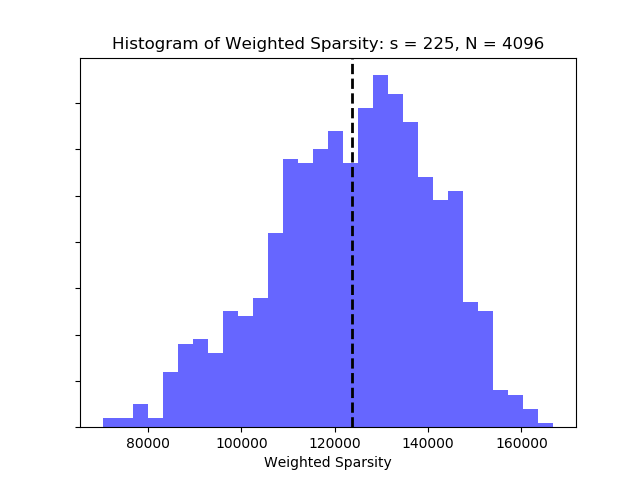 Histogram of Weighted Sparsity: s = 225, N = 4096
80000 100000 120000 140000 160000
Weighted Sparsity